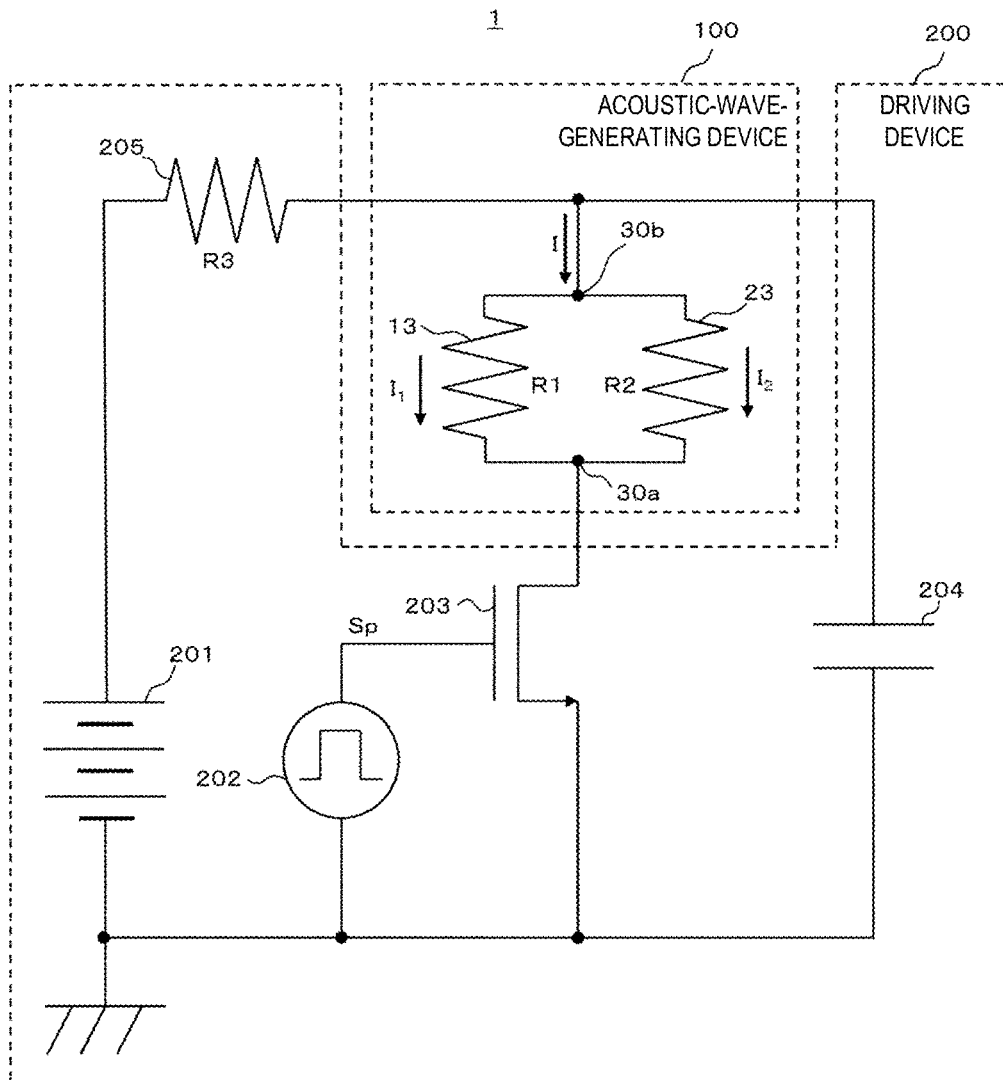 1
100
200
ACOUSTIC-WAVE-
GENERATING DEVICE
DRIVING
DEVICE
205
R3
I
30b
13
23
I1
R1
R2
I2
30a
203
204
Sp
201
202